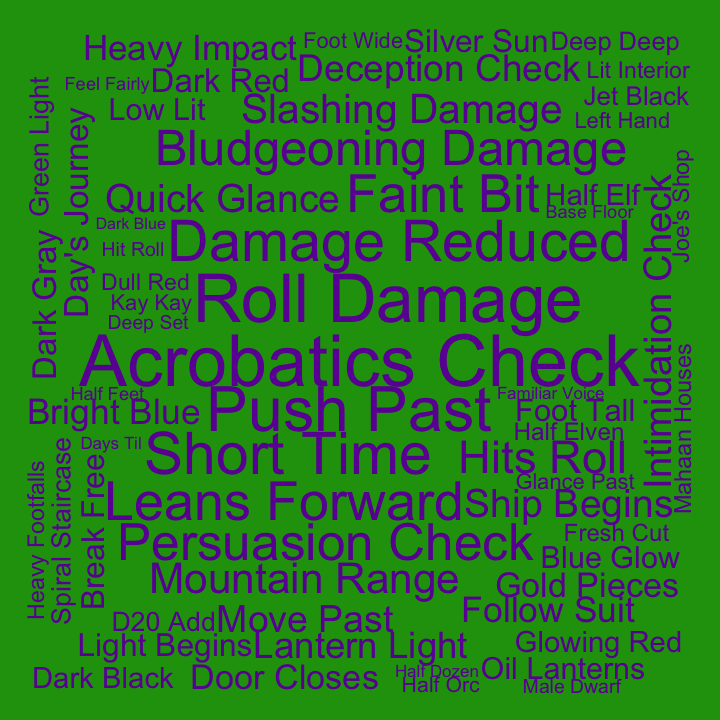 Heavy Impact
Foot Wide
Silver Sun
Deep Deep
Feel Fairly
Dark Red
Deception Check
Lit Interior
Low Lit
Slashing Damage
Jet Black
Left Hand
Green Light
Day's Journey
Bludgeoning Damage
Joe's Shop
Quick Glance
Faint Bit
Half Elf
Base Floor
Dark Blue
Hit Roll
Damage Reduced
Intimidation Check
Dark Gray
Dull Red
Kay Kay
Deep Set
Roll Damage
Acrobatics Check
Half Feet
Familiar Voice
Bright Blue
Push Past
Foot Tall
Half Elven
Mahaan Houses
Days Til
Short Time
Hits Roll
Glance Past
Heavy Footfalls
Spiral Staircase
Break Free
Leans Forward
Ship Begins
Persuasion Check
Fresh Cut
Blue Glow
Mountain Range
Gold Pieces
D20 Add
Move Past
Follow Suit
Light Begins
Lantern Light
Glowing Red
Dark Black
Door Closes
Half Dozen
Half Orc
Oil Lanterns
Male Dwarf